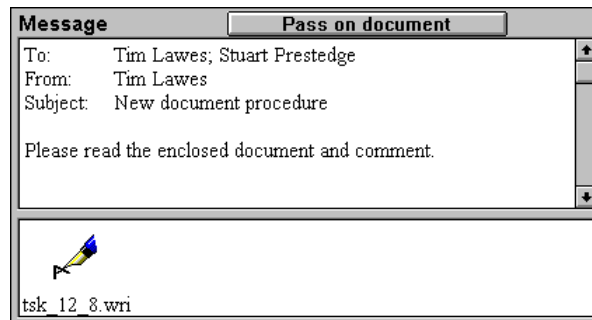 Message Pass on document
To: Tim Lawes; Stuart Prestedge
From: Tim Lawes
Subject: New document procedure
Please read the enclosed document and comment.
tsk_12_8.wri